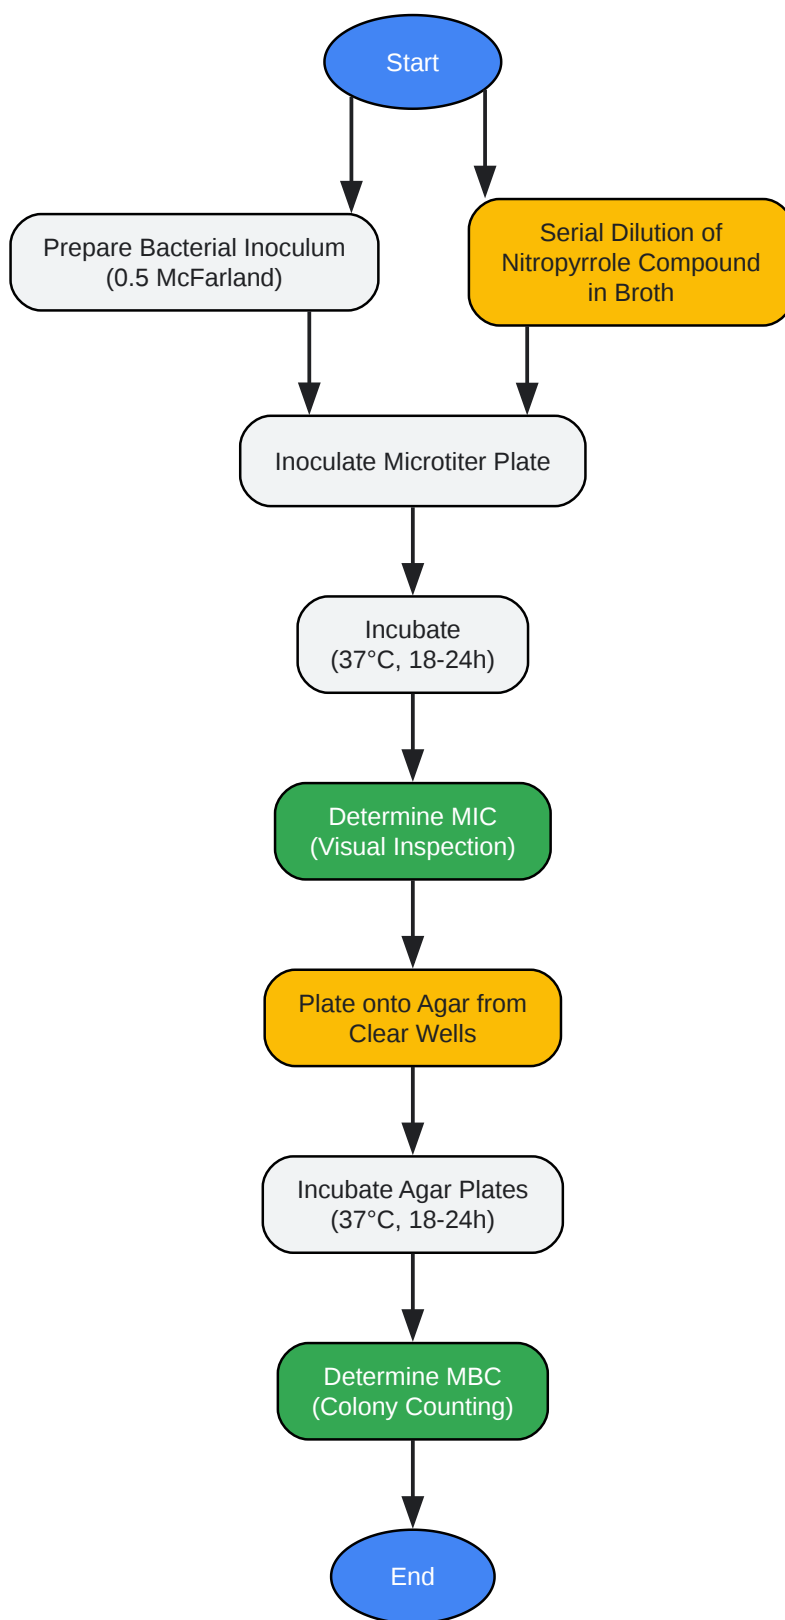 Start
Prepare Bacterial Inoculum
(0.5 McFarland)
Serial Dilution of
Nitropyrrole Compound
in Broth
Inoculate Microtiter Plate
Incubate
(37°C, 18-24h)
Determine MIC
(Visual Inspection)
Plate onto Agar from
Clear Wells
Incubate Agar Plates
(37°C, 18-24h)
Determine MBC
(Colony Counting)
End